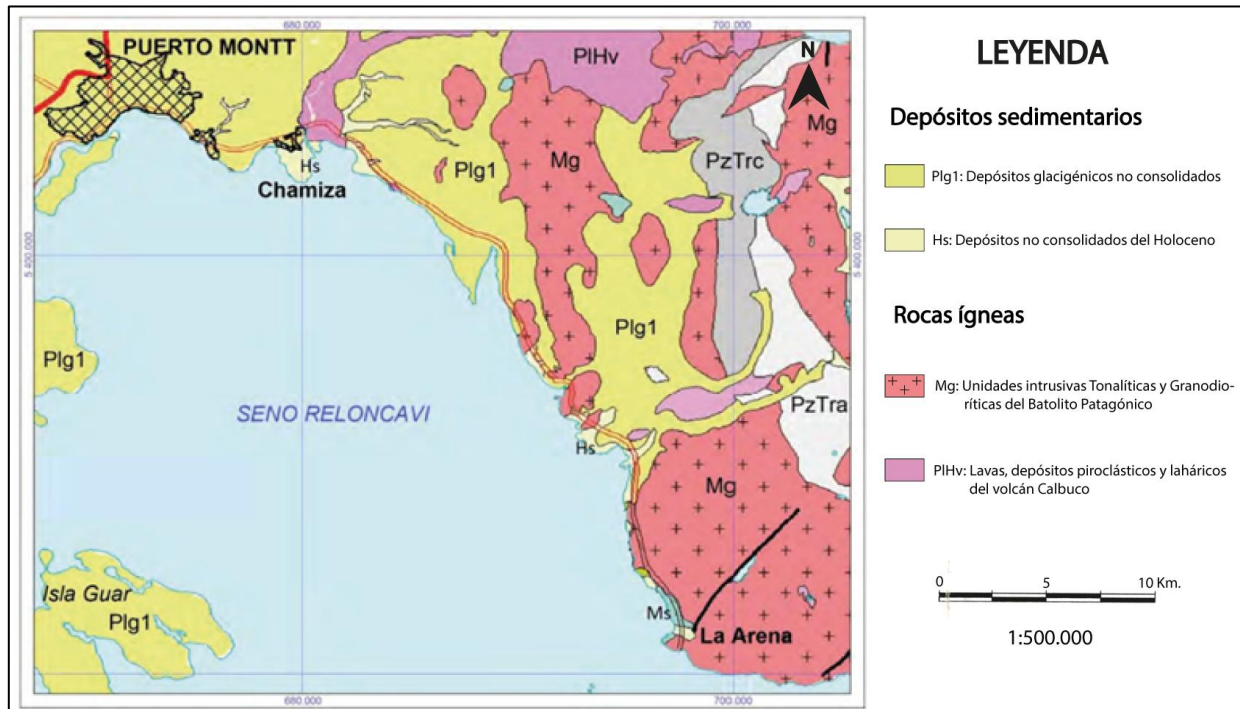 680.000
700.000
PUERTO MONTT
PlHv
N
Mg
PzTrc
Hs
Plg1
Mg
Chamiza
5 400.000
5 400.000
Plg1
Plg1
SENO RELONCAVI
PzTra
Hs
Mg
Isla Guar
Plg1
Ms
La Arena
680.000
700.000
LEYENDA
Depósitos sedimentarios
Plg1: Depósitos glacigénicos no consolidados
Hs: Depósitos no consolidados del Holoceno
Rocas ígneas
Mg: Unidades intrusivas Tonalíticas y Granodio-
ríticas del Batolito Patagónico
PlHv: Lavas, depósitos piroclásticos y laháricos
del volcán Calbuco
0 5 10 Km.
1:500.000